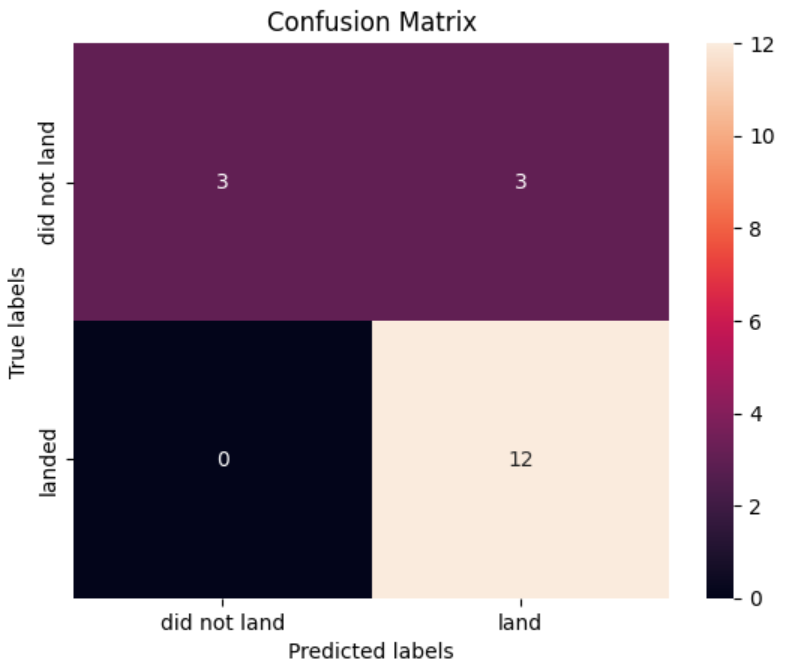 Confusion Matrix
did not land
landed
True labels
3
3
0
12
did not land
land
Predicted labels
12
10
8
6
4
2
0